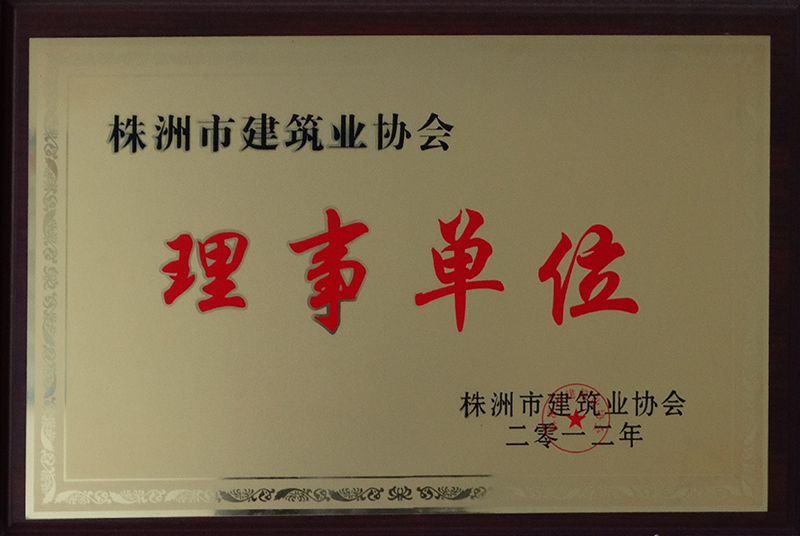 株洲市建筑业协会
理事单位
株洲市建筑业协会
二零一二年